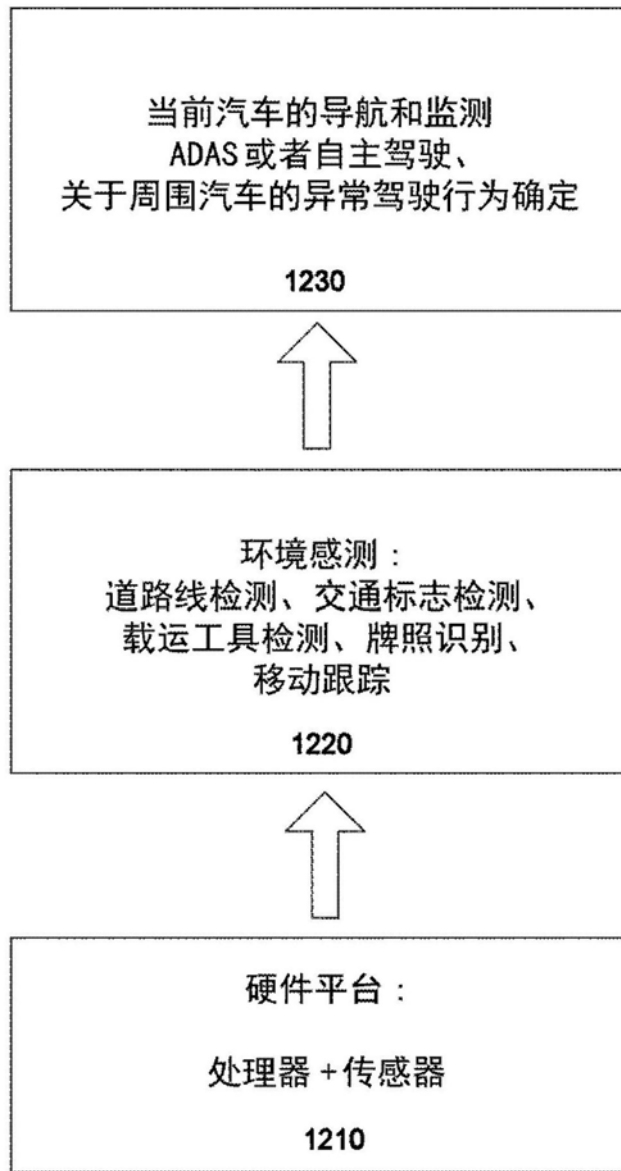 当前汽车的导航和监测
ADAS或者自主驾驶、
关于周围汽车的异常驾驶行为确定
1230
环境感测：
道路线检测、交通标志检测、
载运工具检测、牌照识别、
移动跟踪
1220
硬件平台：
处理器+传感器
1210